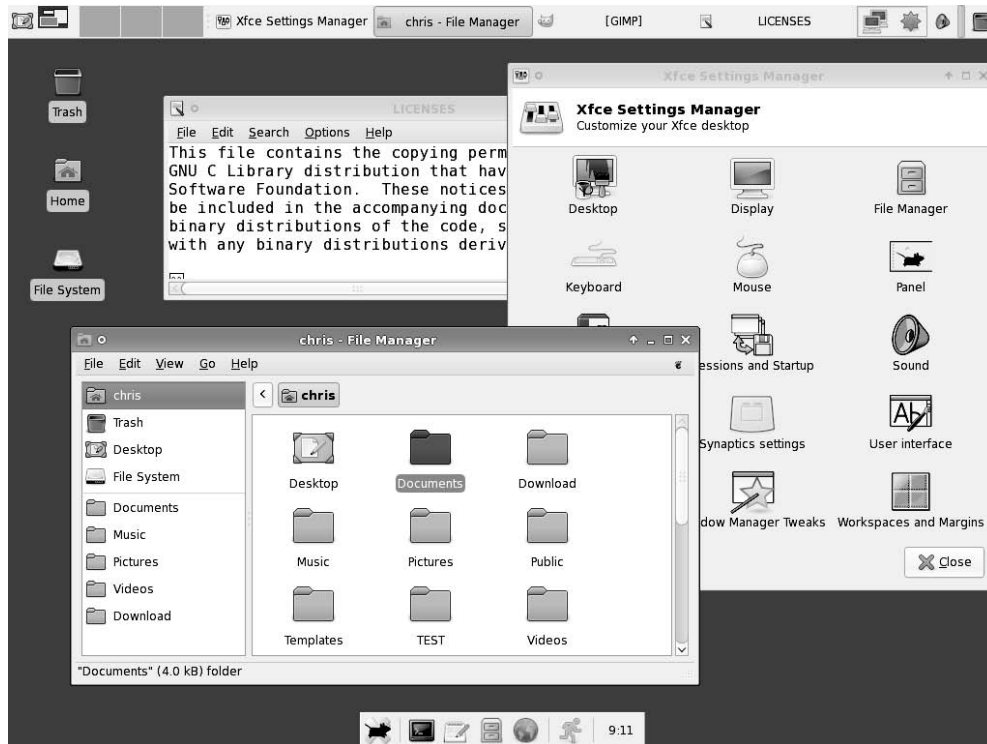 Xfce Settings Manager
chris - File Manager
[GIMP]
LICENSES
Trash
Home
File System
LICENSES
File Edit Search Options Help
This file contains the copying perm
GNU C Library distribution that hav
Software Foundation. These notices
be included in the accompanying doc
binary distributions of the code, s
with any binary distributions deriv
Xfce Settings Manager
Xfce Settings Manager
Customize your Xfce desktop
Desktop Display File Manager
Keyboard Mouse Panel
essions and Startup Sound
Synaptics settings User interface
dow Manager Tweaks Workspaces and Margins
Close
chris - File Manager
File Edit View Go Help
chris
Trash
Desktop
File System
Documents
Music
Pictures
Videos
Download
chris
Desktop Documents Download
Music Pictures Public
Templates TEST Videos
"Documents" (4.0 kB) folder
9:11